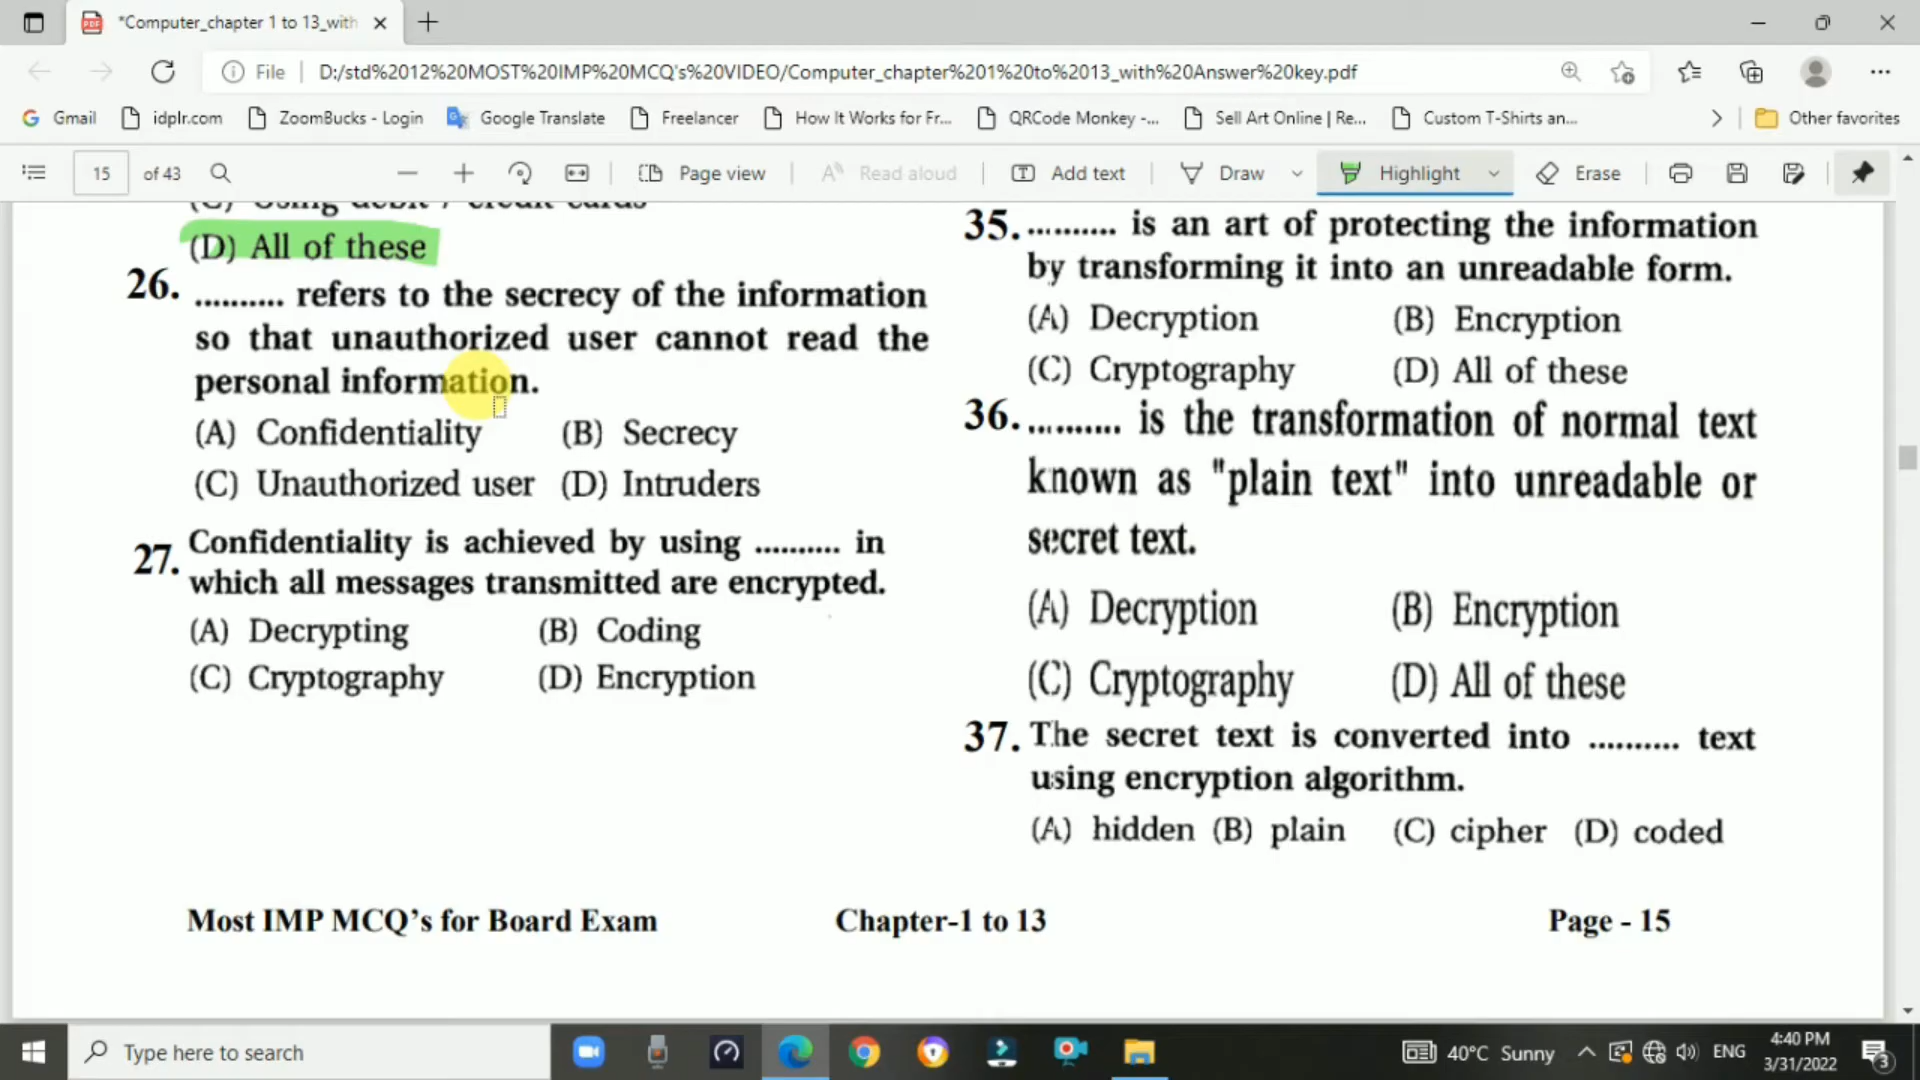 *Computer_chapter 1 to 13_with
File
D:/std%2012%20MOST%20IMP%20MCQ's%20VIDEO/Computer_chapter%201%20to%2013_with%20Answer%20key.pdf
Gmail
idplr.com
ZoomBucks - Login
Google Translate
Freelancer
How It Works for Fr...
QRCode Monkey -...
Sell Art Online | Re...
Custom T-Shirts an...
Other favorites
15 of 43
Page view
Read aloud
Add text
Draw
Highlight
Erase
(C) Using debit / credit cards
(D) All of these
26. .......... refers to the secrecy of the information
so that unauthorized user cannot read the
personal information.
(A) Confidentiality (B) Secrecy
(C) Unauthorized user (D) Intruders
27. Confidentiality is achieved by using .......... in
which all messages transmitted are encrypted.
(A) Decrypting (B) Coding
(C) Cryptography (D) Encryption
35. .......... is an art of protecting the information
by transforming it into an unreadable form.
(A) Decryption (B) Encryption
(C) Cryptography (D) All of these
36. .......... is the transformation of normal text
known as "plain text" into unreadable or
secret text.
(A) Decryption (B) Encryption
(C) Cryptography (D) All of these
37. The secret text is converted into .......... text
using encryption algorithm.
(A) hidden (B) plain (C) cipher (D) coded
Most IMP MCQ's for Board Exam Chapter-1 to 13 Page - 15
Type here to search
40°C Sunny
ENG
4:40 PM
3/31/2022
3